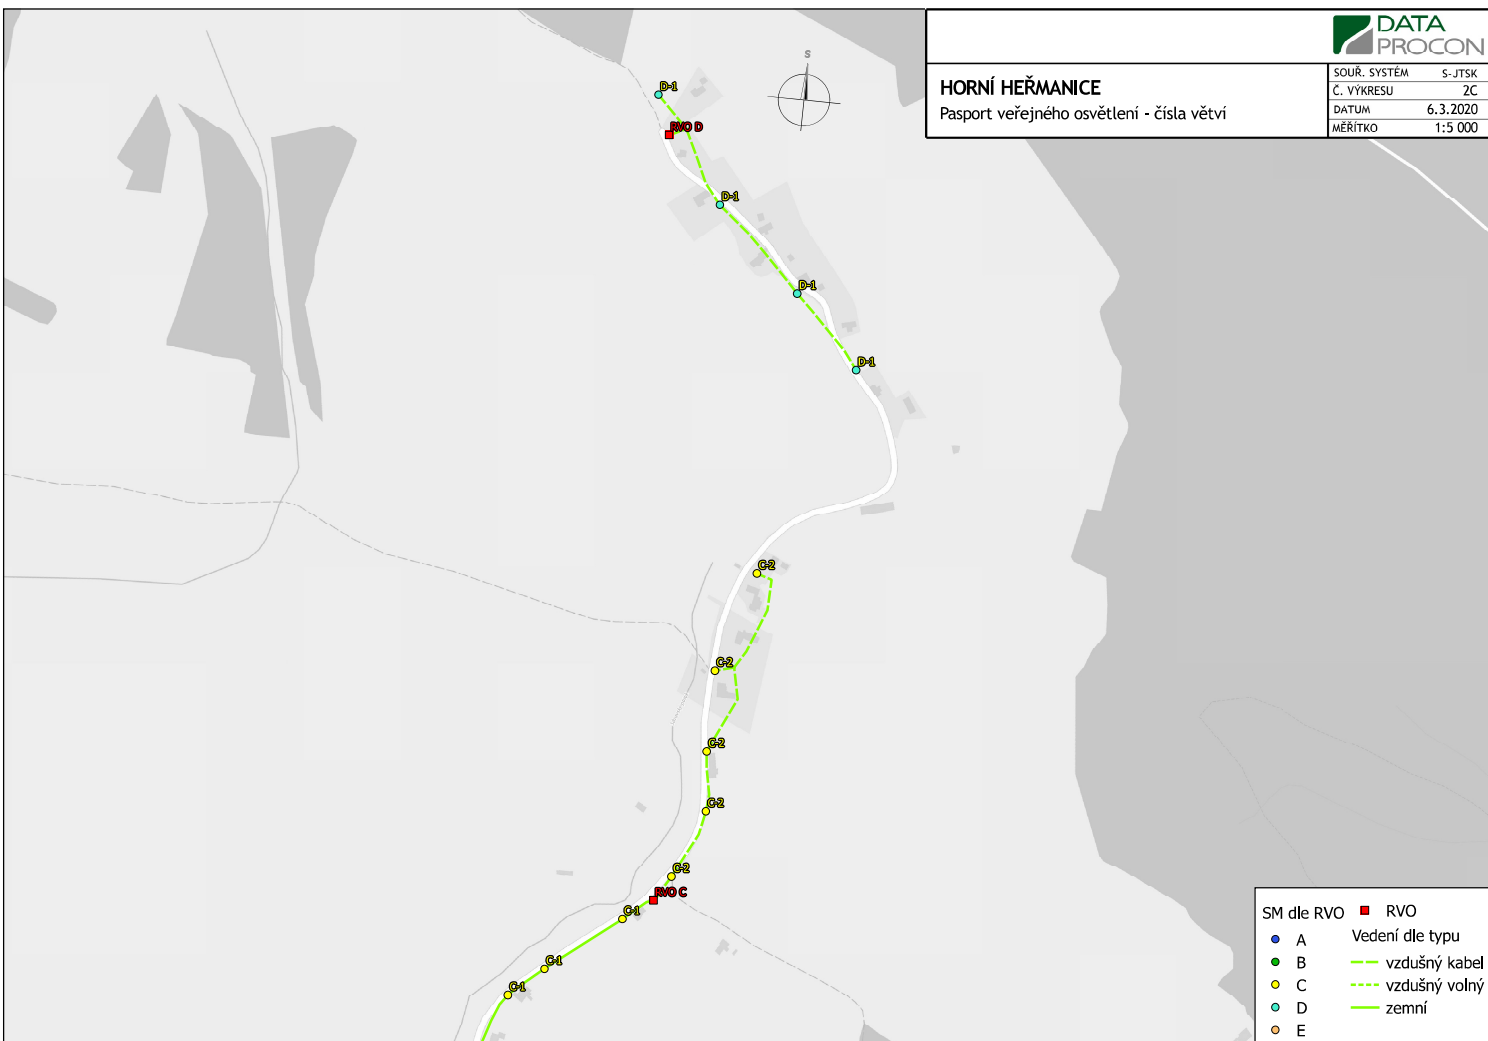 DATA
PROCON
HORNÍ HEŘMANICE
Pasport veřejného osvětlení - čísla větví
SOUŘ. SYSTÉM S-JTSK
Č. VÝKRESU 2C
DATUM 6.3.2020
MĚŘÍTKO 1:5 000
S
D-1
RVO D
D-1
D-1
D-1
C-2
C-2
C-2
C-2
C-2
RVO C
C-1
C-1
C-1
SM dle RVO
RVO
A
Vedení dle typu
B
vzdušný kabel
C
vzdušný volný
D
zemní
E